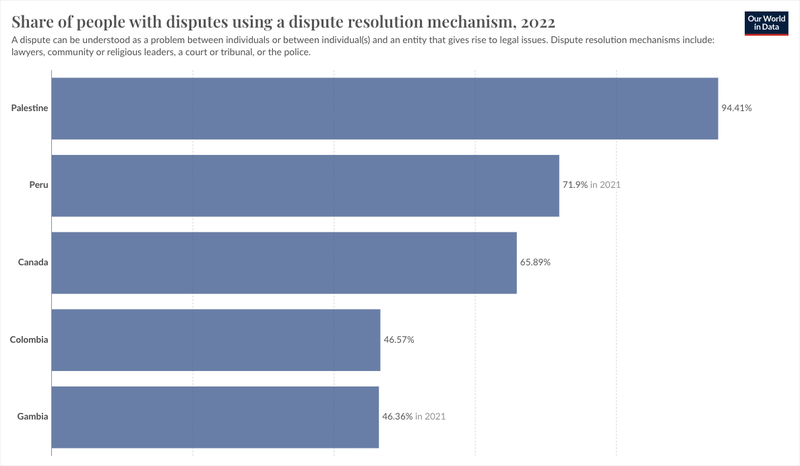 Share of people with disputes using a dispute resolution mechanism, 2022
Our World
in Data
A dispute can be understood as a problem between individuals or between individual(s) and an entity that gives rise to legal issues. Dispute resolution mechanisms include:
lawyers, community or religious leaders, a court or tribunal, or the police.
Palestine 94.41%
Peru 71.9% in 2021
Canada 65.89%
Colombia 46.57%
Gambia 46.36% in 2021